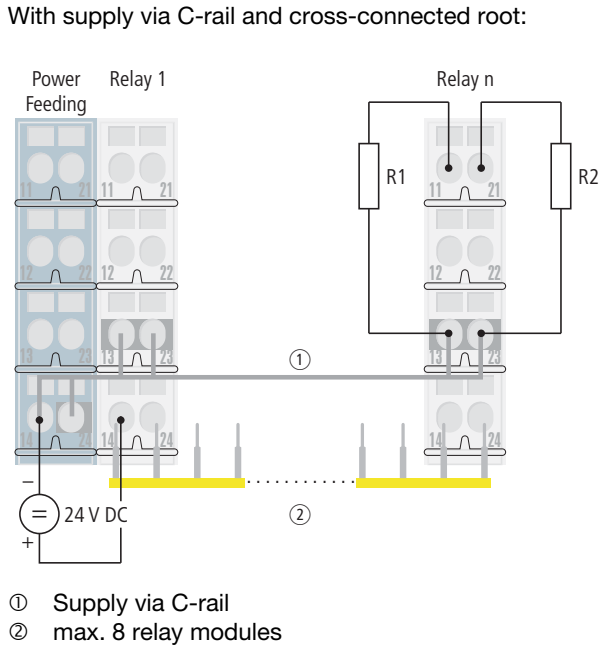 With supply via C-rail and cross-connected root:
Power Feeding
Relay 1
Relay n
11 21
11 21
11 21
R1
R2
12 22
12 22
12 22
13 23
13 23
13 23
①
14 24
14 24
14 24
−
= 24 V DC
+
②
① Supply via C-rail
② max. 8 relay modules